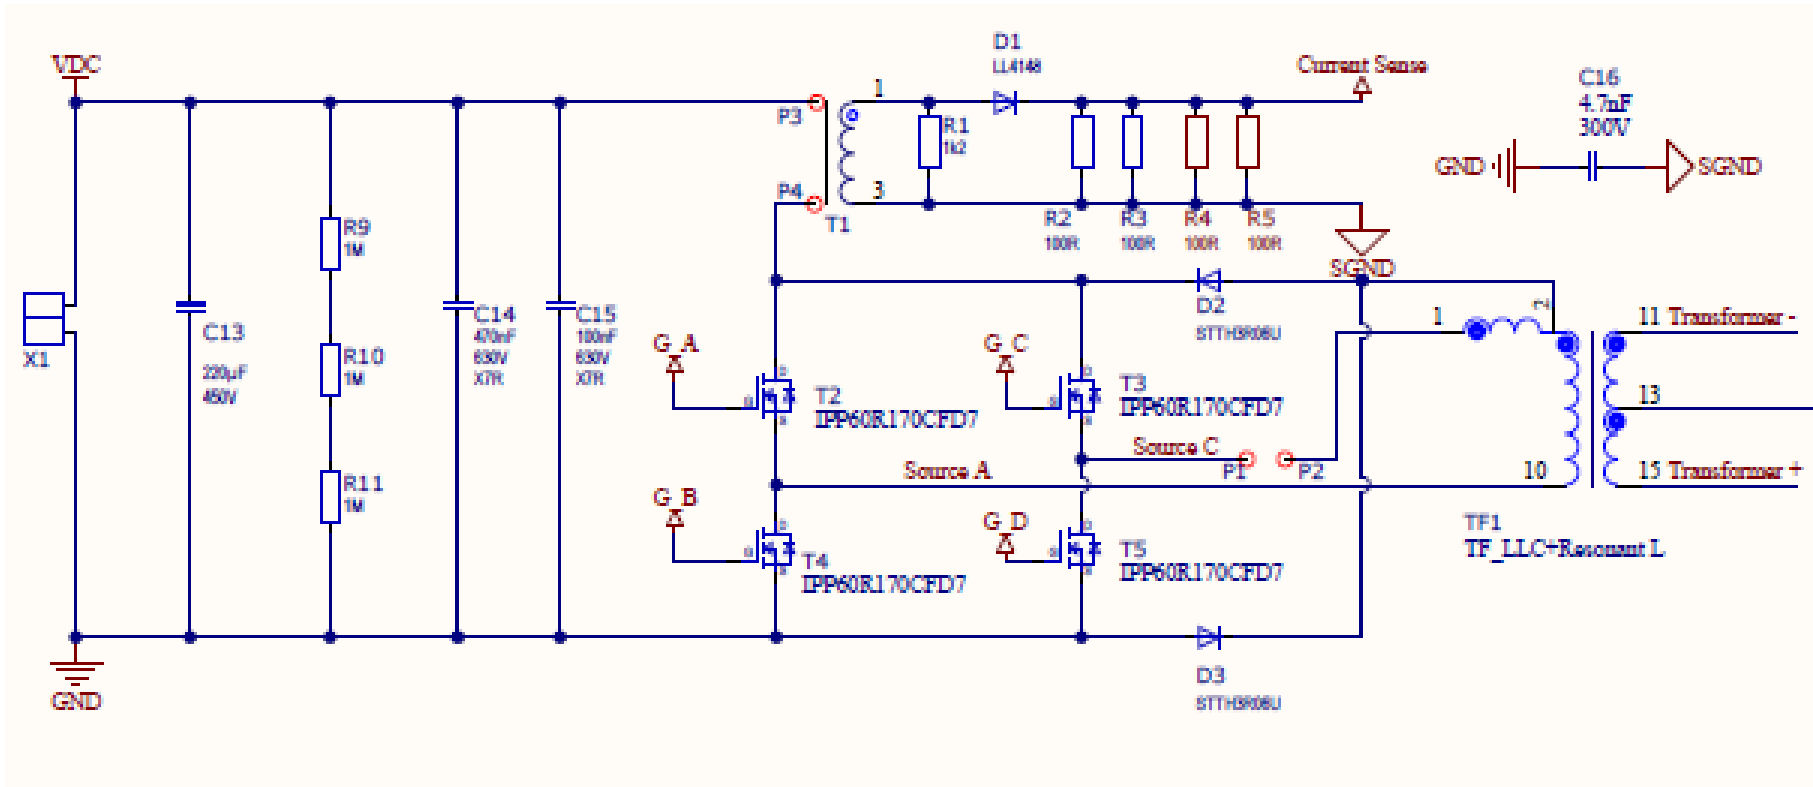 VDC
X1
GND
C13
220µF
450V
R9
1M
R10
1M
R11
1M
C14
470nF
630V
X7R
C15
100nF
630V
X7R
P3
P4
T1
1
3
R1
1k2
D1
LL4148
R2
100R
R3
100R
R4
100R
R5
100R
Current Sense
SGND
C16
4.7nF
300V
GND
SGND
D2
STTH3R06U
G_A
T2
IPP60R170CFD7
G_C
T3
IPP60R170CFD7
Source C
P1
P2
Source A
G_B
T4
IPP60R170CFD7
G_D
T5
IPP60R170CFD7
D3
STTH3R06U
1
2
10
11 Transformer -
13
15 Transformer +
TF1
TF_LLC+Resonant L